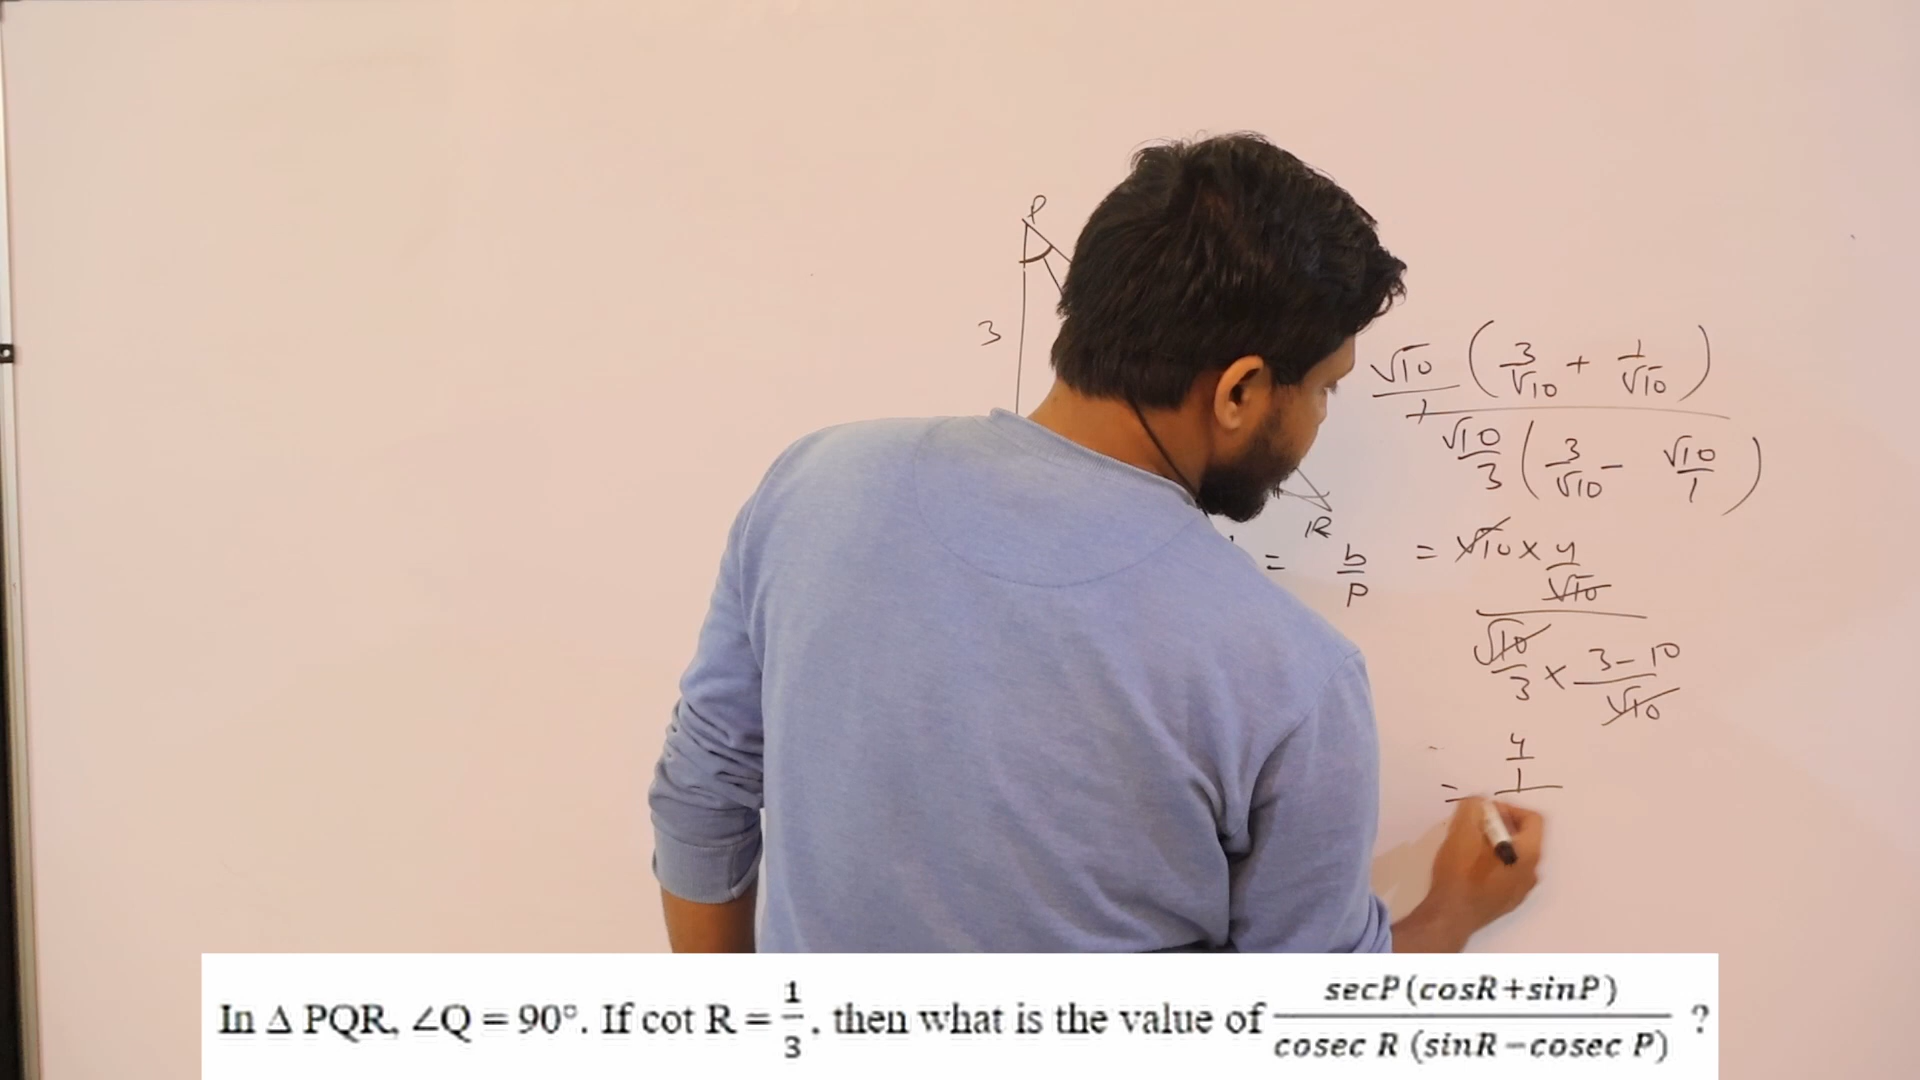 P
3
√10/1 (3/√10 + 1/√10)
√10/3 (3/√10 - √10/1)
R
= b/P
= √10 × 4/√10
√10/3 × 3-10/√10
= 4/1
In Δ PQR, ∠Q = 90°. If cot R = 1/3, then what is the value of secP(cosR+sinP)/cosec R (sinR-cosec P) ?